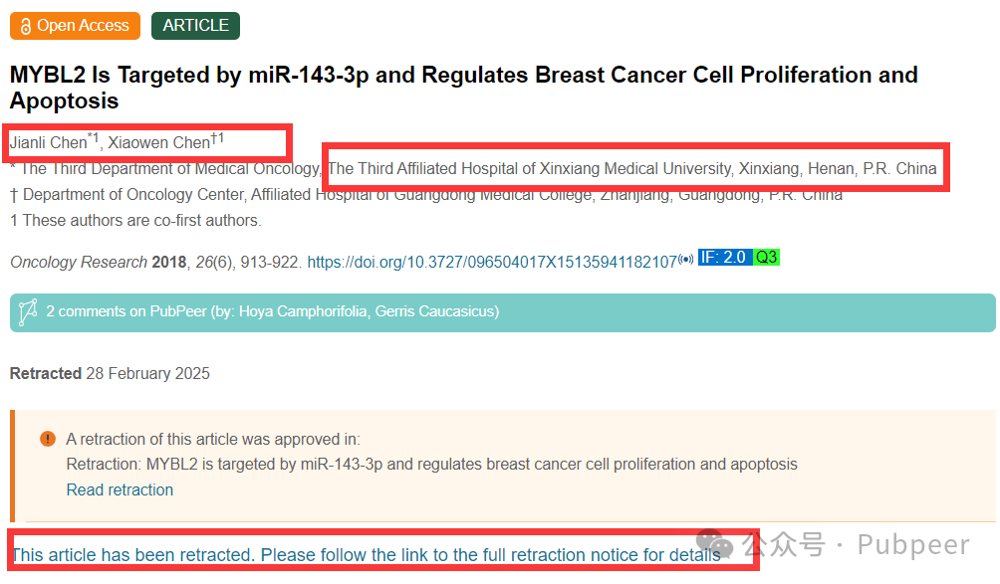 Open Access ARTICLE
MYBL2 Is Targeted by miR-143-3p and Regulates Breast Cancer Cell Proliferation and
Apoptosis
Jianli Chen*1, Xiaowen Chen†1
* The Third Department of Medical Oncology, The Third Affiliated Hospital of Xinxiang Medical University, Xinxiang, Henan, P.R. China
† Department of Oncology Center, Affiliated Hospital of Guangdong Medical College, Zhanjiang, Guangdong, P.R. China
1 These authors are co-first authors.
Oncology Research 2018, 26(6), 913-922. https://doi.org/10.3727/096504017X15135941182107 IF: 2.0 Q3
2 comments on PubPeer (by: Hoya Camphorifolia, Gerris Caucasicus)
Retracted 28 February 2025
A retraction of this article was approved in:
Retraction: MYBL2 is targeted by miR-143-3p and regulates breast cancer cell proliferation and apoptosis
Read retraction
This article has been retracted. Please follow the link to the full retraction notice for details
公众号 · Pubpeer